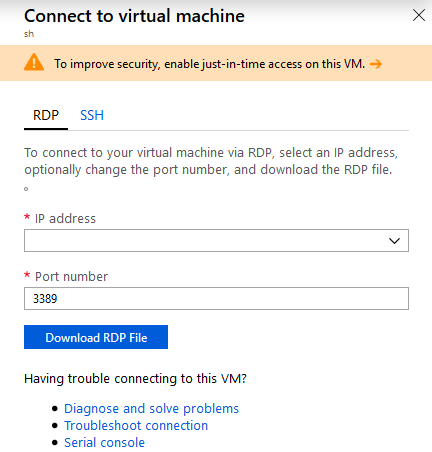 Connect to virtual machine
sh
To improve security, enable just-in-time access on this VM. →
RDP SSH
To connect to your virtual machine via RDP, select an IP address,
optionally change the port number, and download the RDP file.
* IP address
* Port number
3389
Download RDP File
Having trouble connecting to this VM?
• Diagnose and solve problems
• Troubleshoot connection
• Serial console